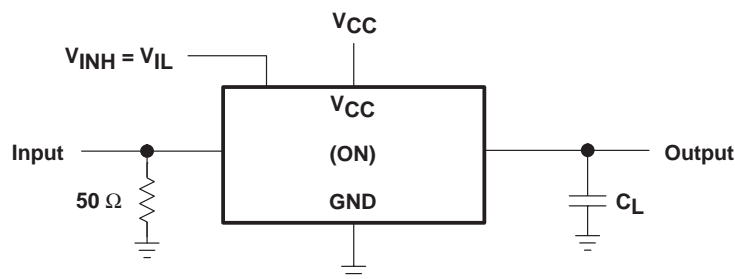 VCC
VINH = VIL
VCC
Input
(ON)
Output
50 Ω
GND
CL